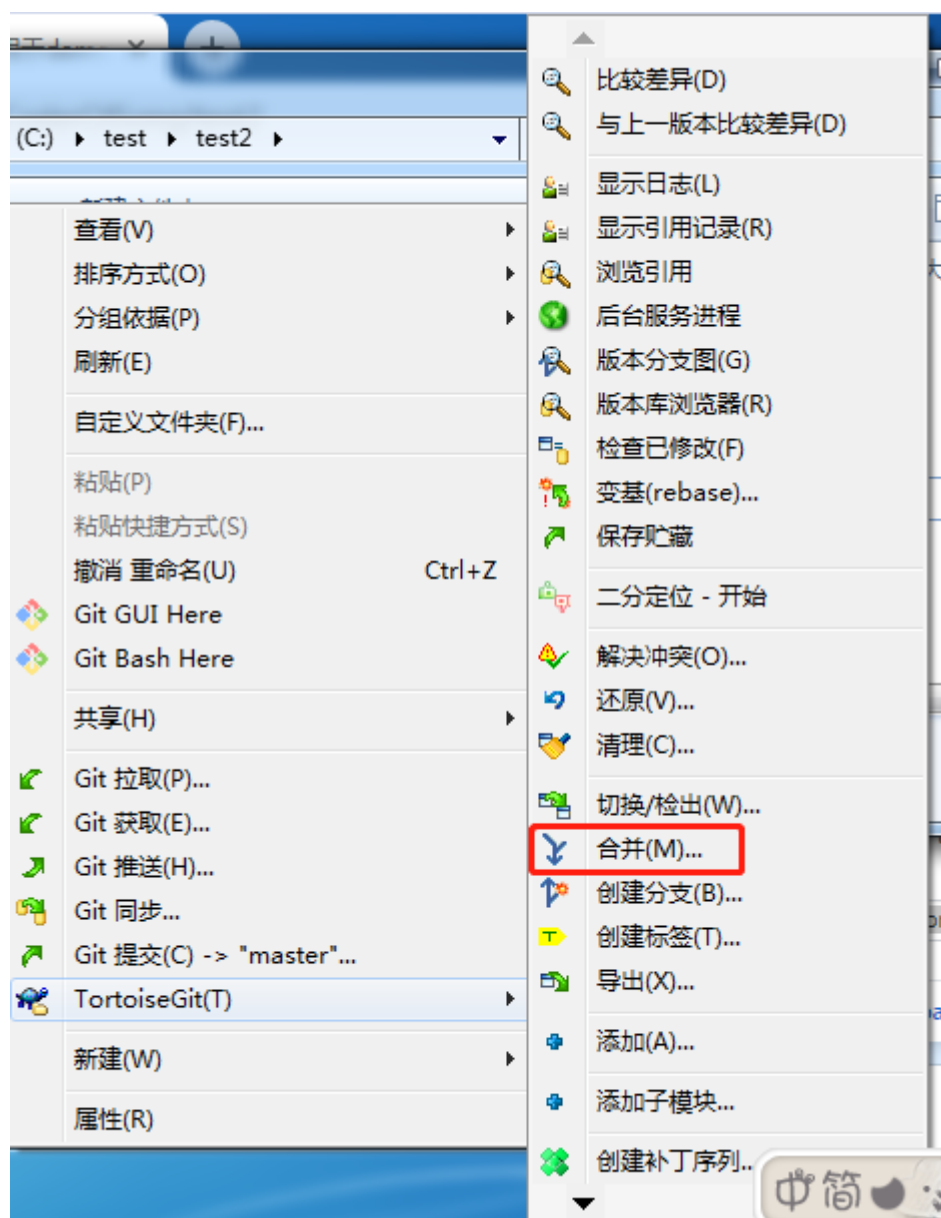 (C:) test test2
查看(V)
排序方式(O)
分组依据(P)
刷新(E)
自定义文件夹(F)...
粘贴(P)
粘贴快捷方式(S)
撤消 重命名(U) Ctrl+Z
Git GUI Here
Git Bash Here
共享(H)
Git 拉取(P)...
Git 获取(E)...
Git 推送(H)...
Git 同步...
Git 提交(C) -> "master"...
TortoiseGit(T)
新建(W)
属性(R)
比较差异(D)
与上一版本比较差异(D)
显示日志(L)
显示引用记录(R)
浏览引用
后台服务进程
版本分支图(G)
版本库浏览器(R)
检查已修改(F)
变基(rebase)...
保存贮藏
二分定位 - 开始
解决冲突(O)...
还原(V)...
清理(C)...
切换/检出(W)...
合并(M)...
创建分支(B)...
创建标签(T)...
导出(X)...
添加(A)...
添加子模块...
创建补丁序列...
中简